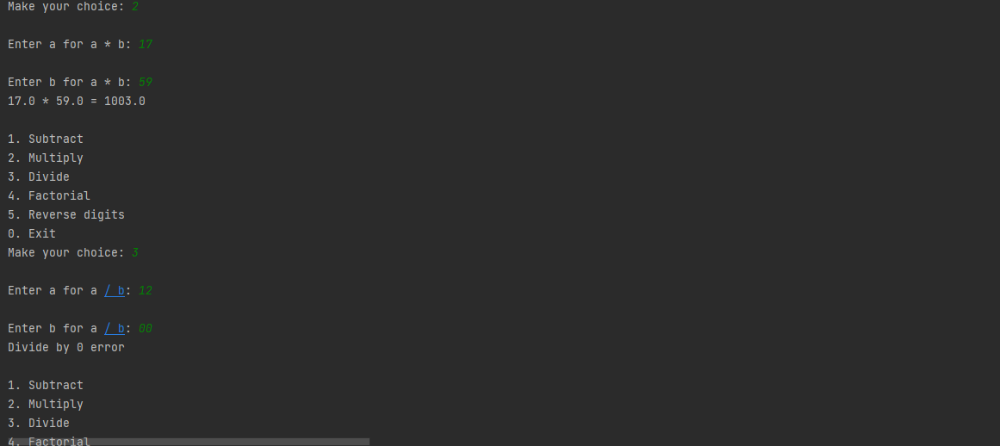 Make your choice: 2
Enter a for a * b: 17
Enter b for a * b: 59
17.0 * 59.0 = 1003.0
1. Subtract
2. Multiply
3. Divide
4. Factorial
5. Reverse digits
0. Exit
Make your choice: 3
Enter a for a / b: 12
Enter b for a / b: 00
Divide by 0 error
1. Subtract
2. Multiply
3. Divide
4. Factorial